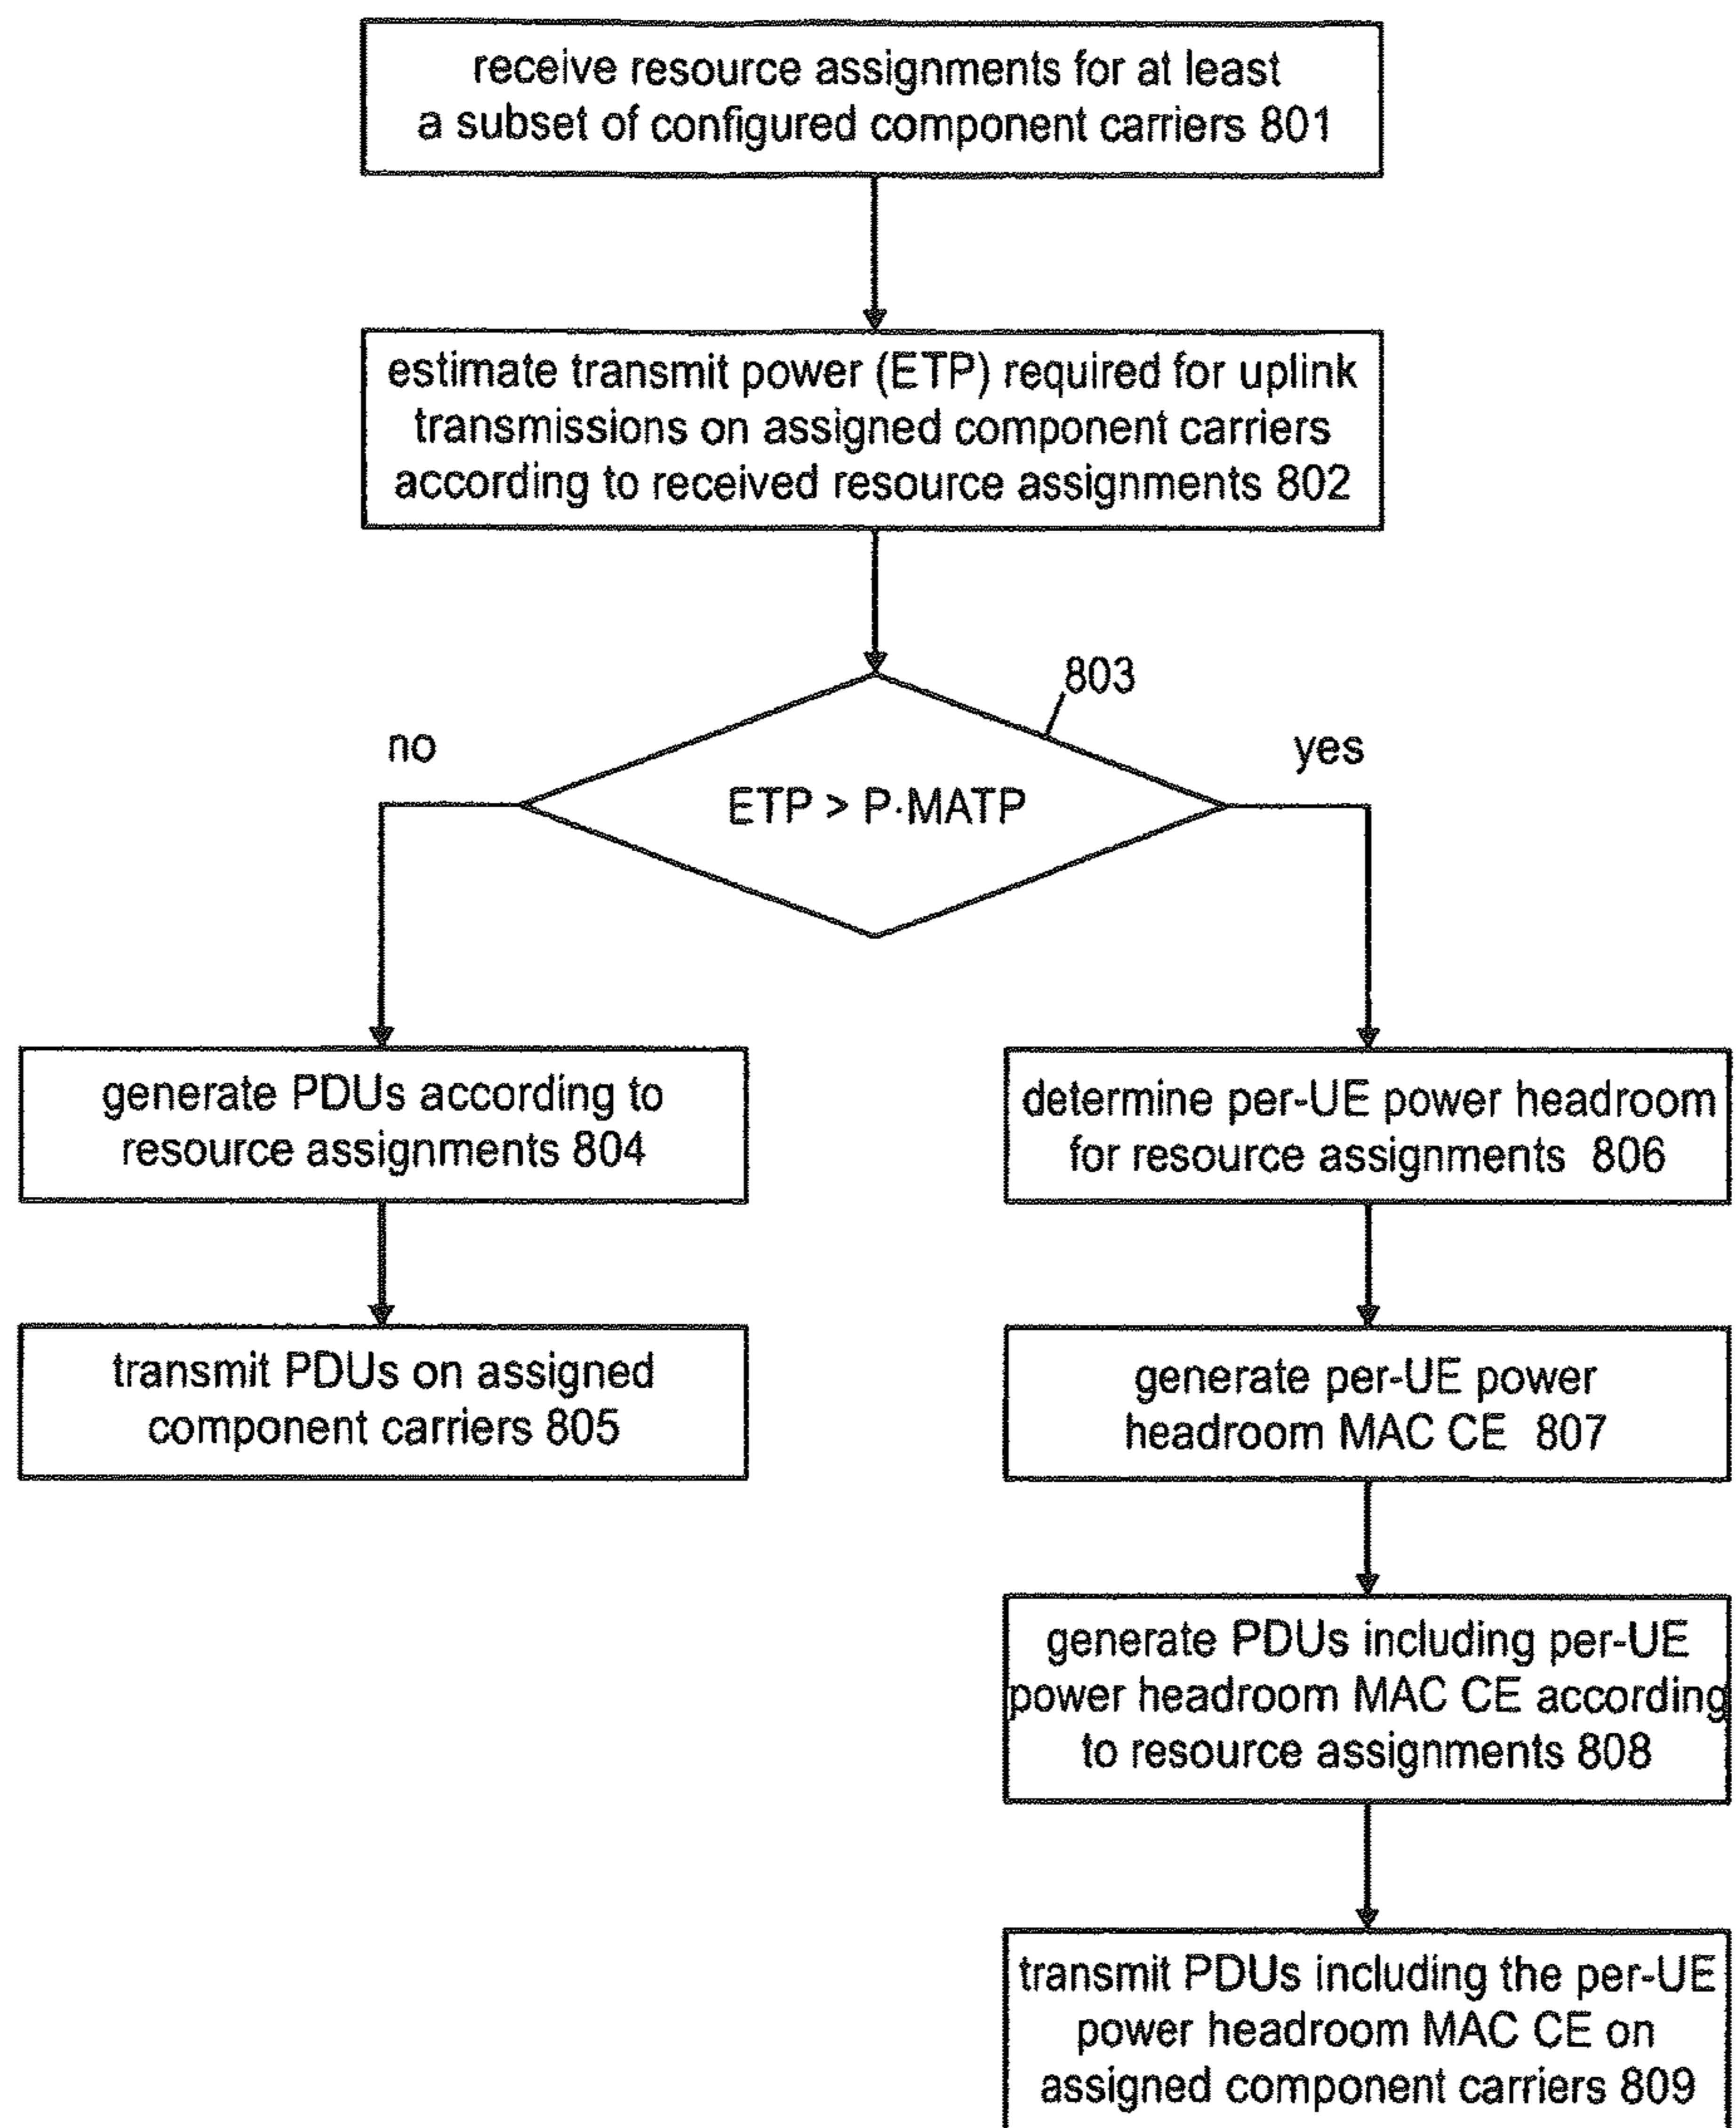 receive resource assignments for at least
a subset of configured component carriers 801
estimate transmit power (ETP) required for uplink
transmissions on assigned component carriers
according to received resource assignments 802
803
no
yes
ETP > P·MATP
generate PDUs according to
resource assignments 804
transmit PDUs on assigned
component carriers 805
determine per-UE power headroom
for resource assignments 806
generate per-UE power
headroom MAC CE 807
generate PDUs including per-UE
power headroom MAC CE according
to resource assignments 808
transmit PDUs including the per-UE
power headroom MAC CE on
assigned component carriers 809